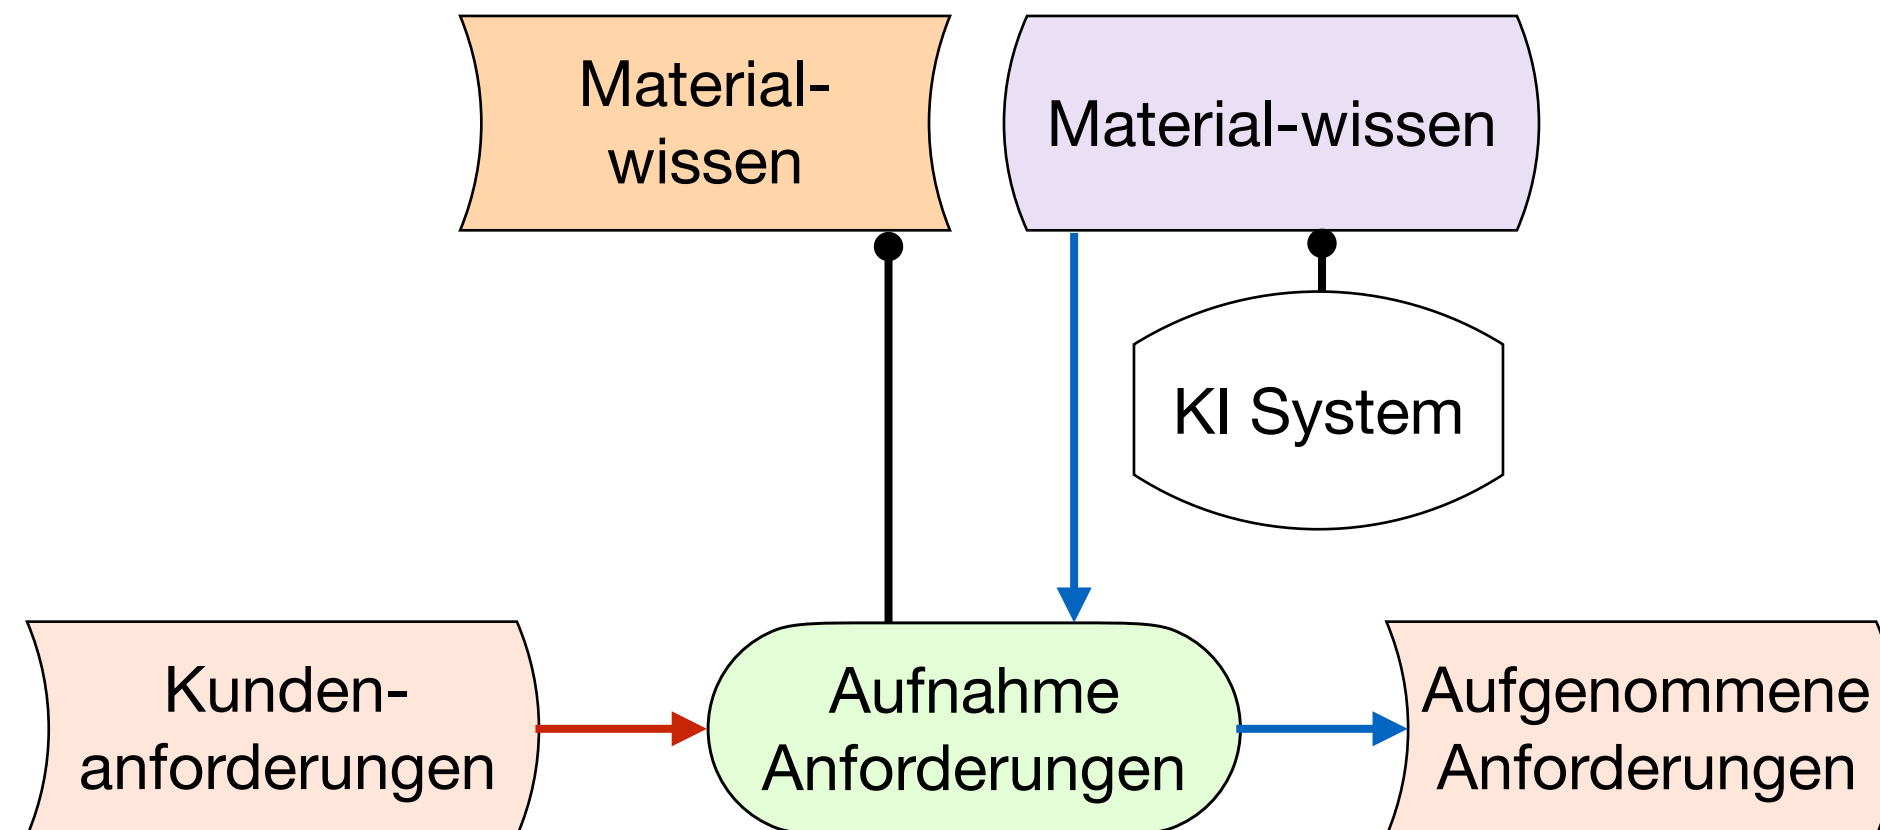 Material-
wissen
Material-wissen
KI System
Kunden-
anforderungen
Aufnahme
Anforderungen
Aufgenommene
Anforderungen